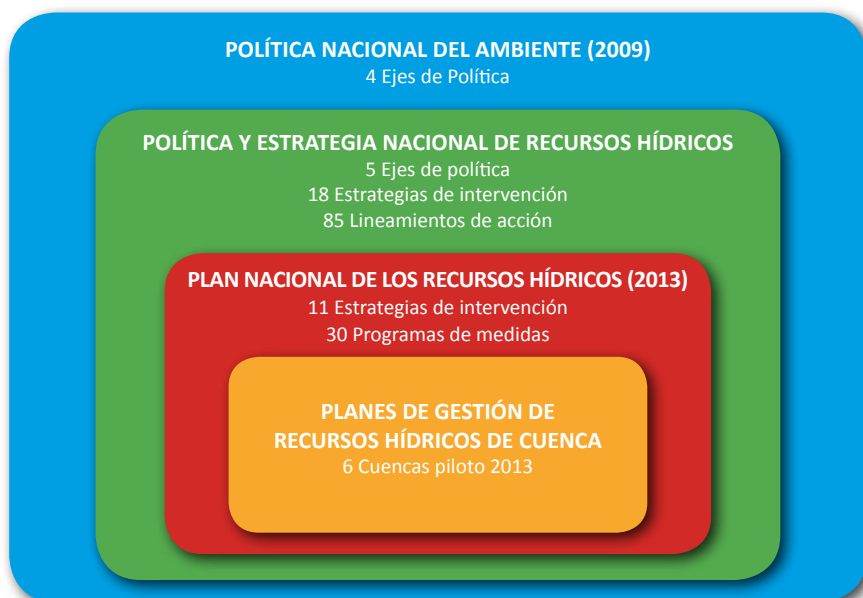 POLÍTICA NACIONAL DEL AMBIENTE (2009)
4 Ejes de Política
POLÍTICA Y ESTRATEGIA NACIONAL DE RECURSOS HÍDRICOS
5 Ejes de política
18 Estrategias de intervención
85 Lineamientos de acción
PLAN NACIONAL DE LOS RECURSOS HÍDRICOS (2013)
11 Estrategias de intervención
30 Programas de medidas
PLANES DE GESTIÓN DE
RECURSOS HÍDRICOS DE CUENCA
6 Cuencas piloto 2013